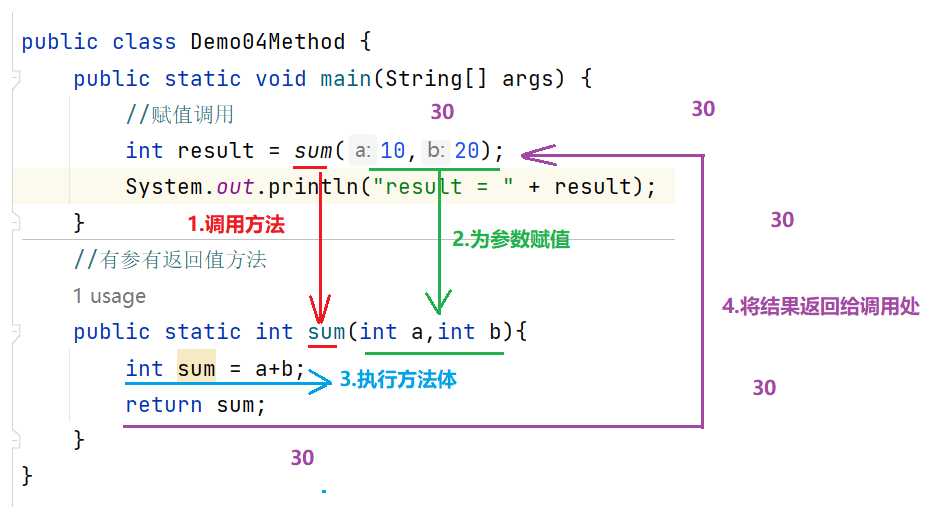 public class Demo04Method {
public static void main(String[] args) {
//赋值调用
30
30
int result = sum( a: 10, b: 20);
System.out.println("result = " + result);
}
1.调用方法
30
2.为参数赋值
//有参有返回值方法
1 usage
4.将结果返回给调用处
public static int sum(int a,int b){
int sum = a+b;
3.执行方法体
30
return sum;
}
30
}